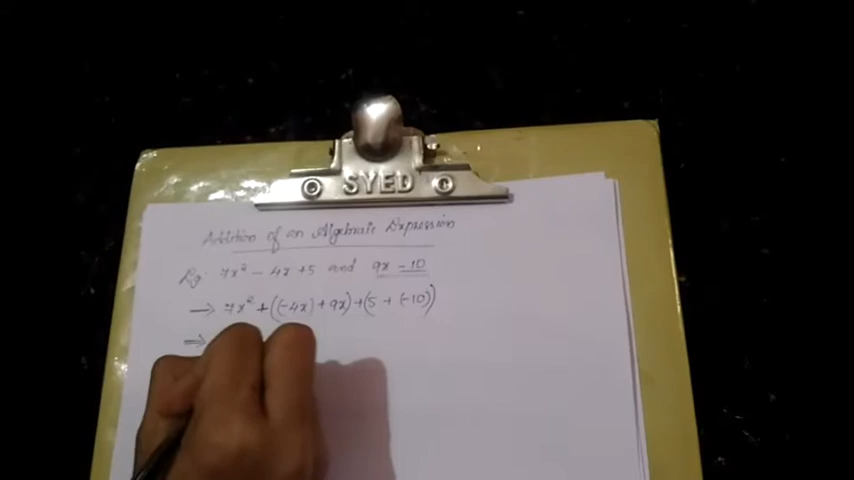 SYED
Addition of an Algebraic Expression
Eg: 7x² - 4x + 5 and 9x - 10
→ 7x² + ((-4x) + 9x) + (5 + (-10))
⇒